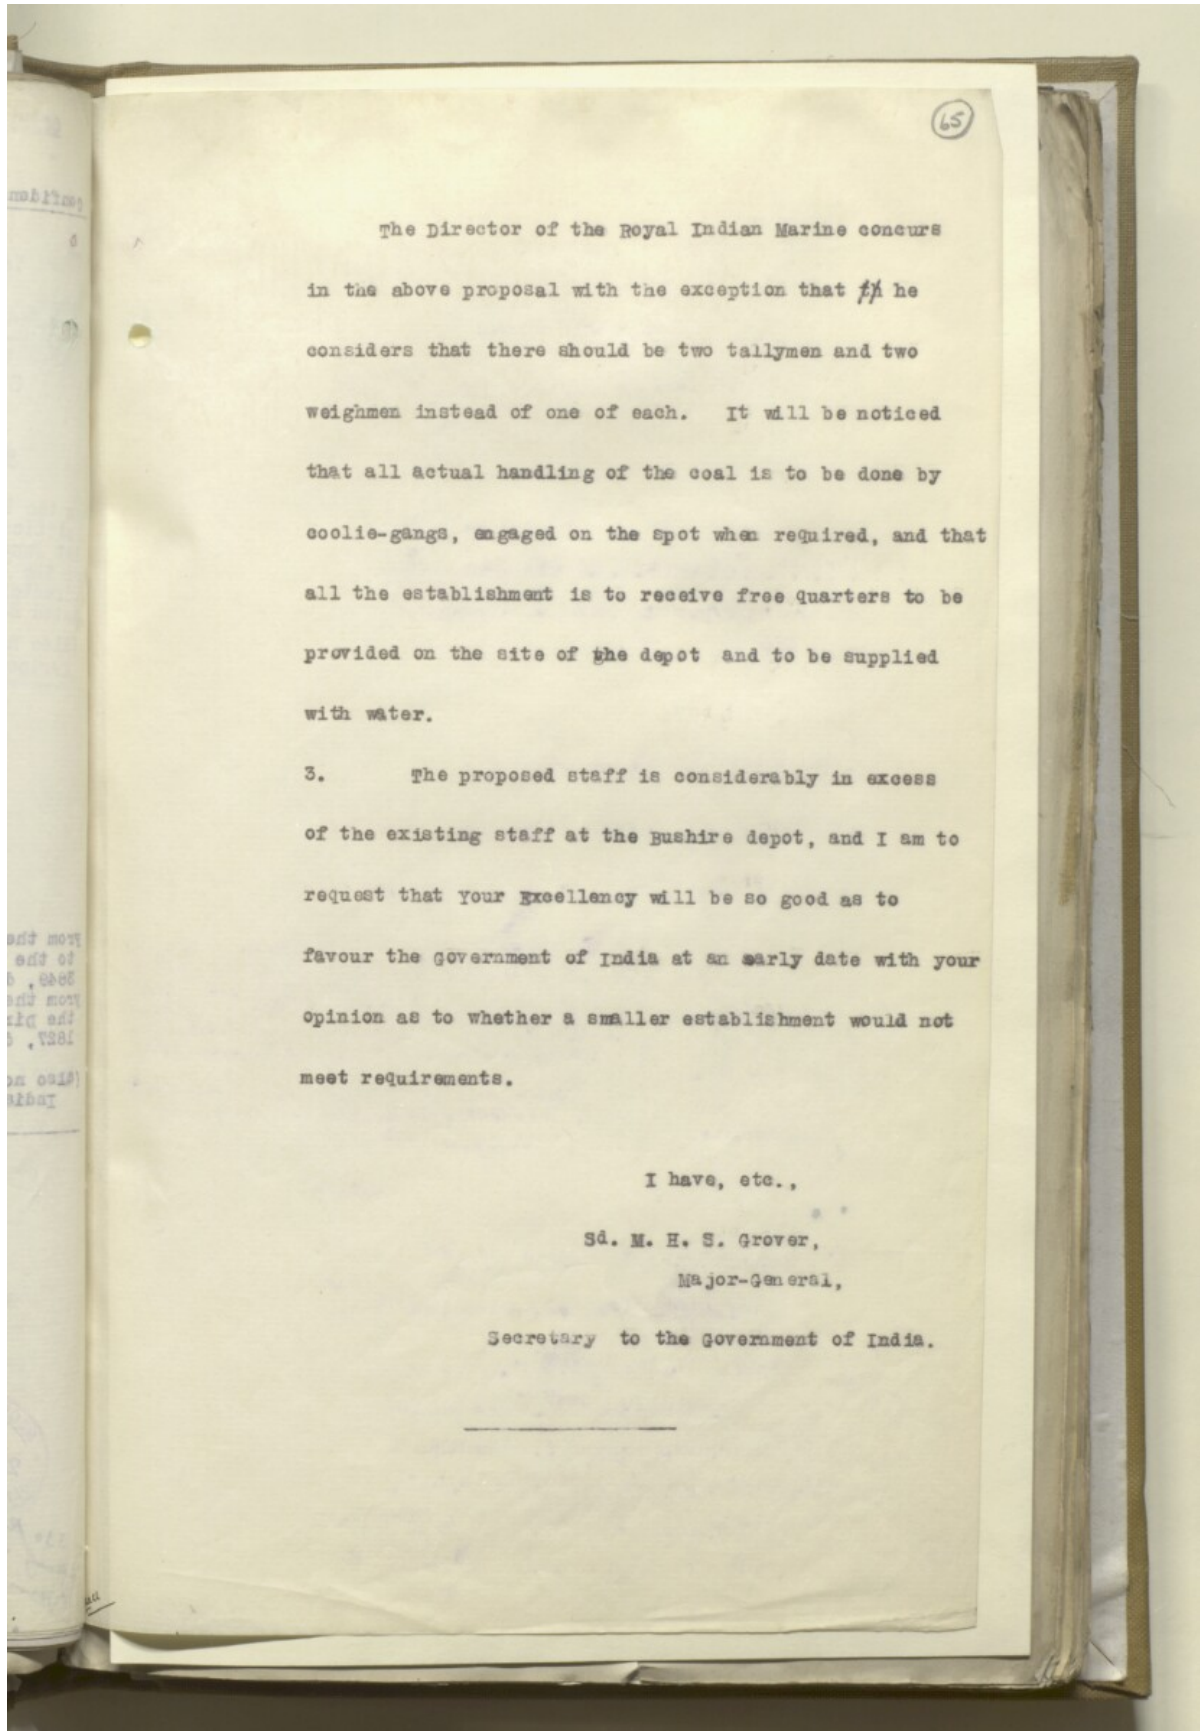 65
The Director of the Royal Indian Marine concurs
in the above proposal with the exception that th he
considers that there should be two tallymen and two
weighmen instead of one of each. It will be noticed
that all actual handling of the coal is to be done by
coolie-gangs, engaged on the spot when required, and that
all the establishment is to receive free quarters to be
provided on the site of the depot and to be supplied
with water.
3. The proposed staff is considerably in excess
of the existing staff at the Bushire depot, and I am to
request that Your Excellency will be so good as to
favour the Government of India at an early date with your
opinion as to whether a smaller establishment would not
meet requirements.
I have, etc.,
Sd. M. H. S. Grover,
Major-General,
Secretary to the Government of India.